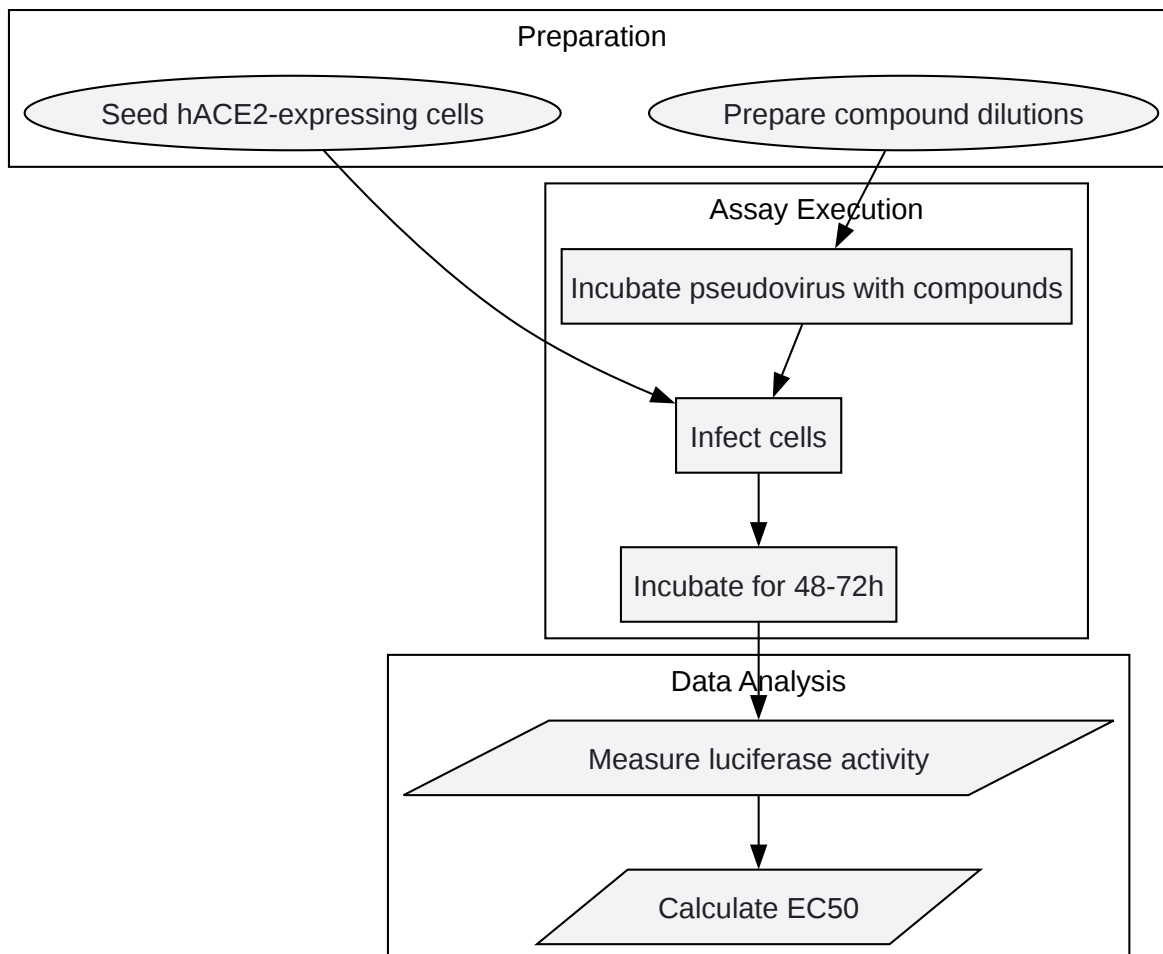 Preparation
Seed hACE2-expressing cells
Prepare compound dilutions
Assay Execution
Incubate pseudovirus with compounds
Infect cells
Incubate for 48-72h
Data Analysis
Measure luciferase activity
Calculate EC50